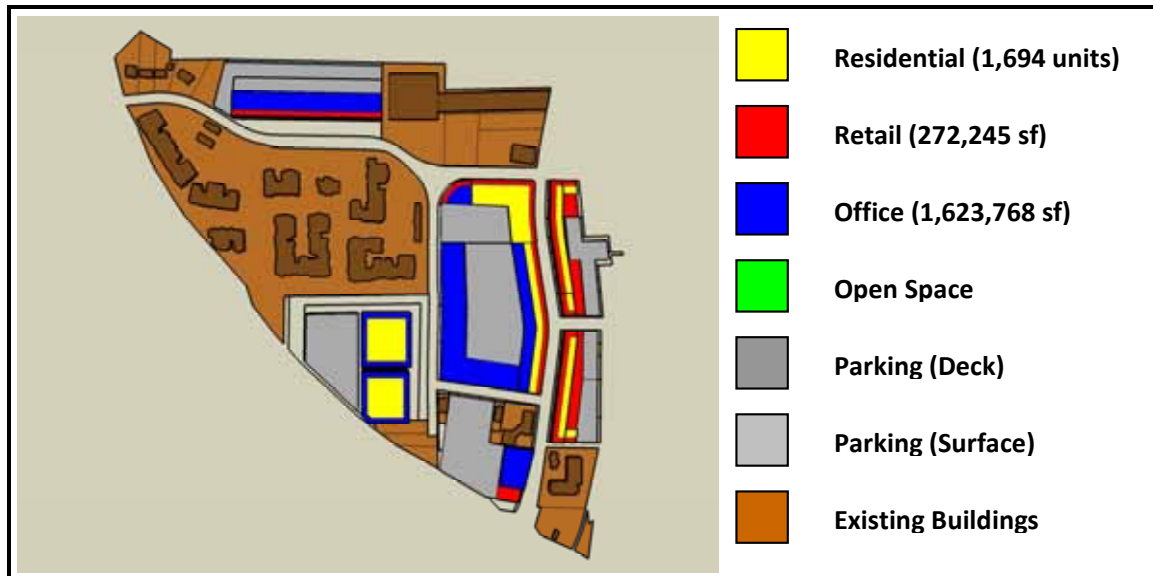 Residential (1,694 units)
Retail (272,245 sf)
Office (1,623,768 sf)
Open Space
Parking (Deck)
Parking (Surface)
Existing Buildings